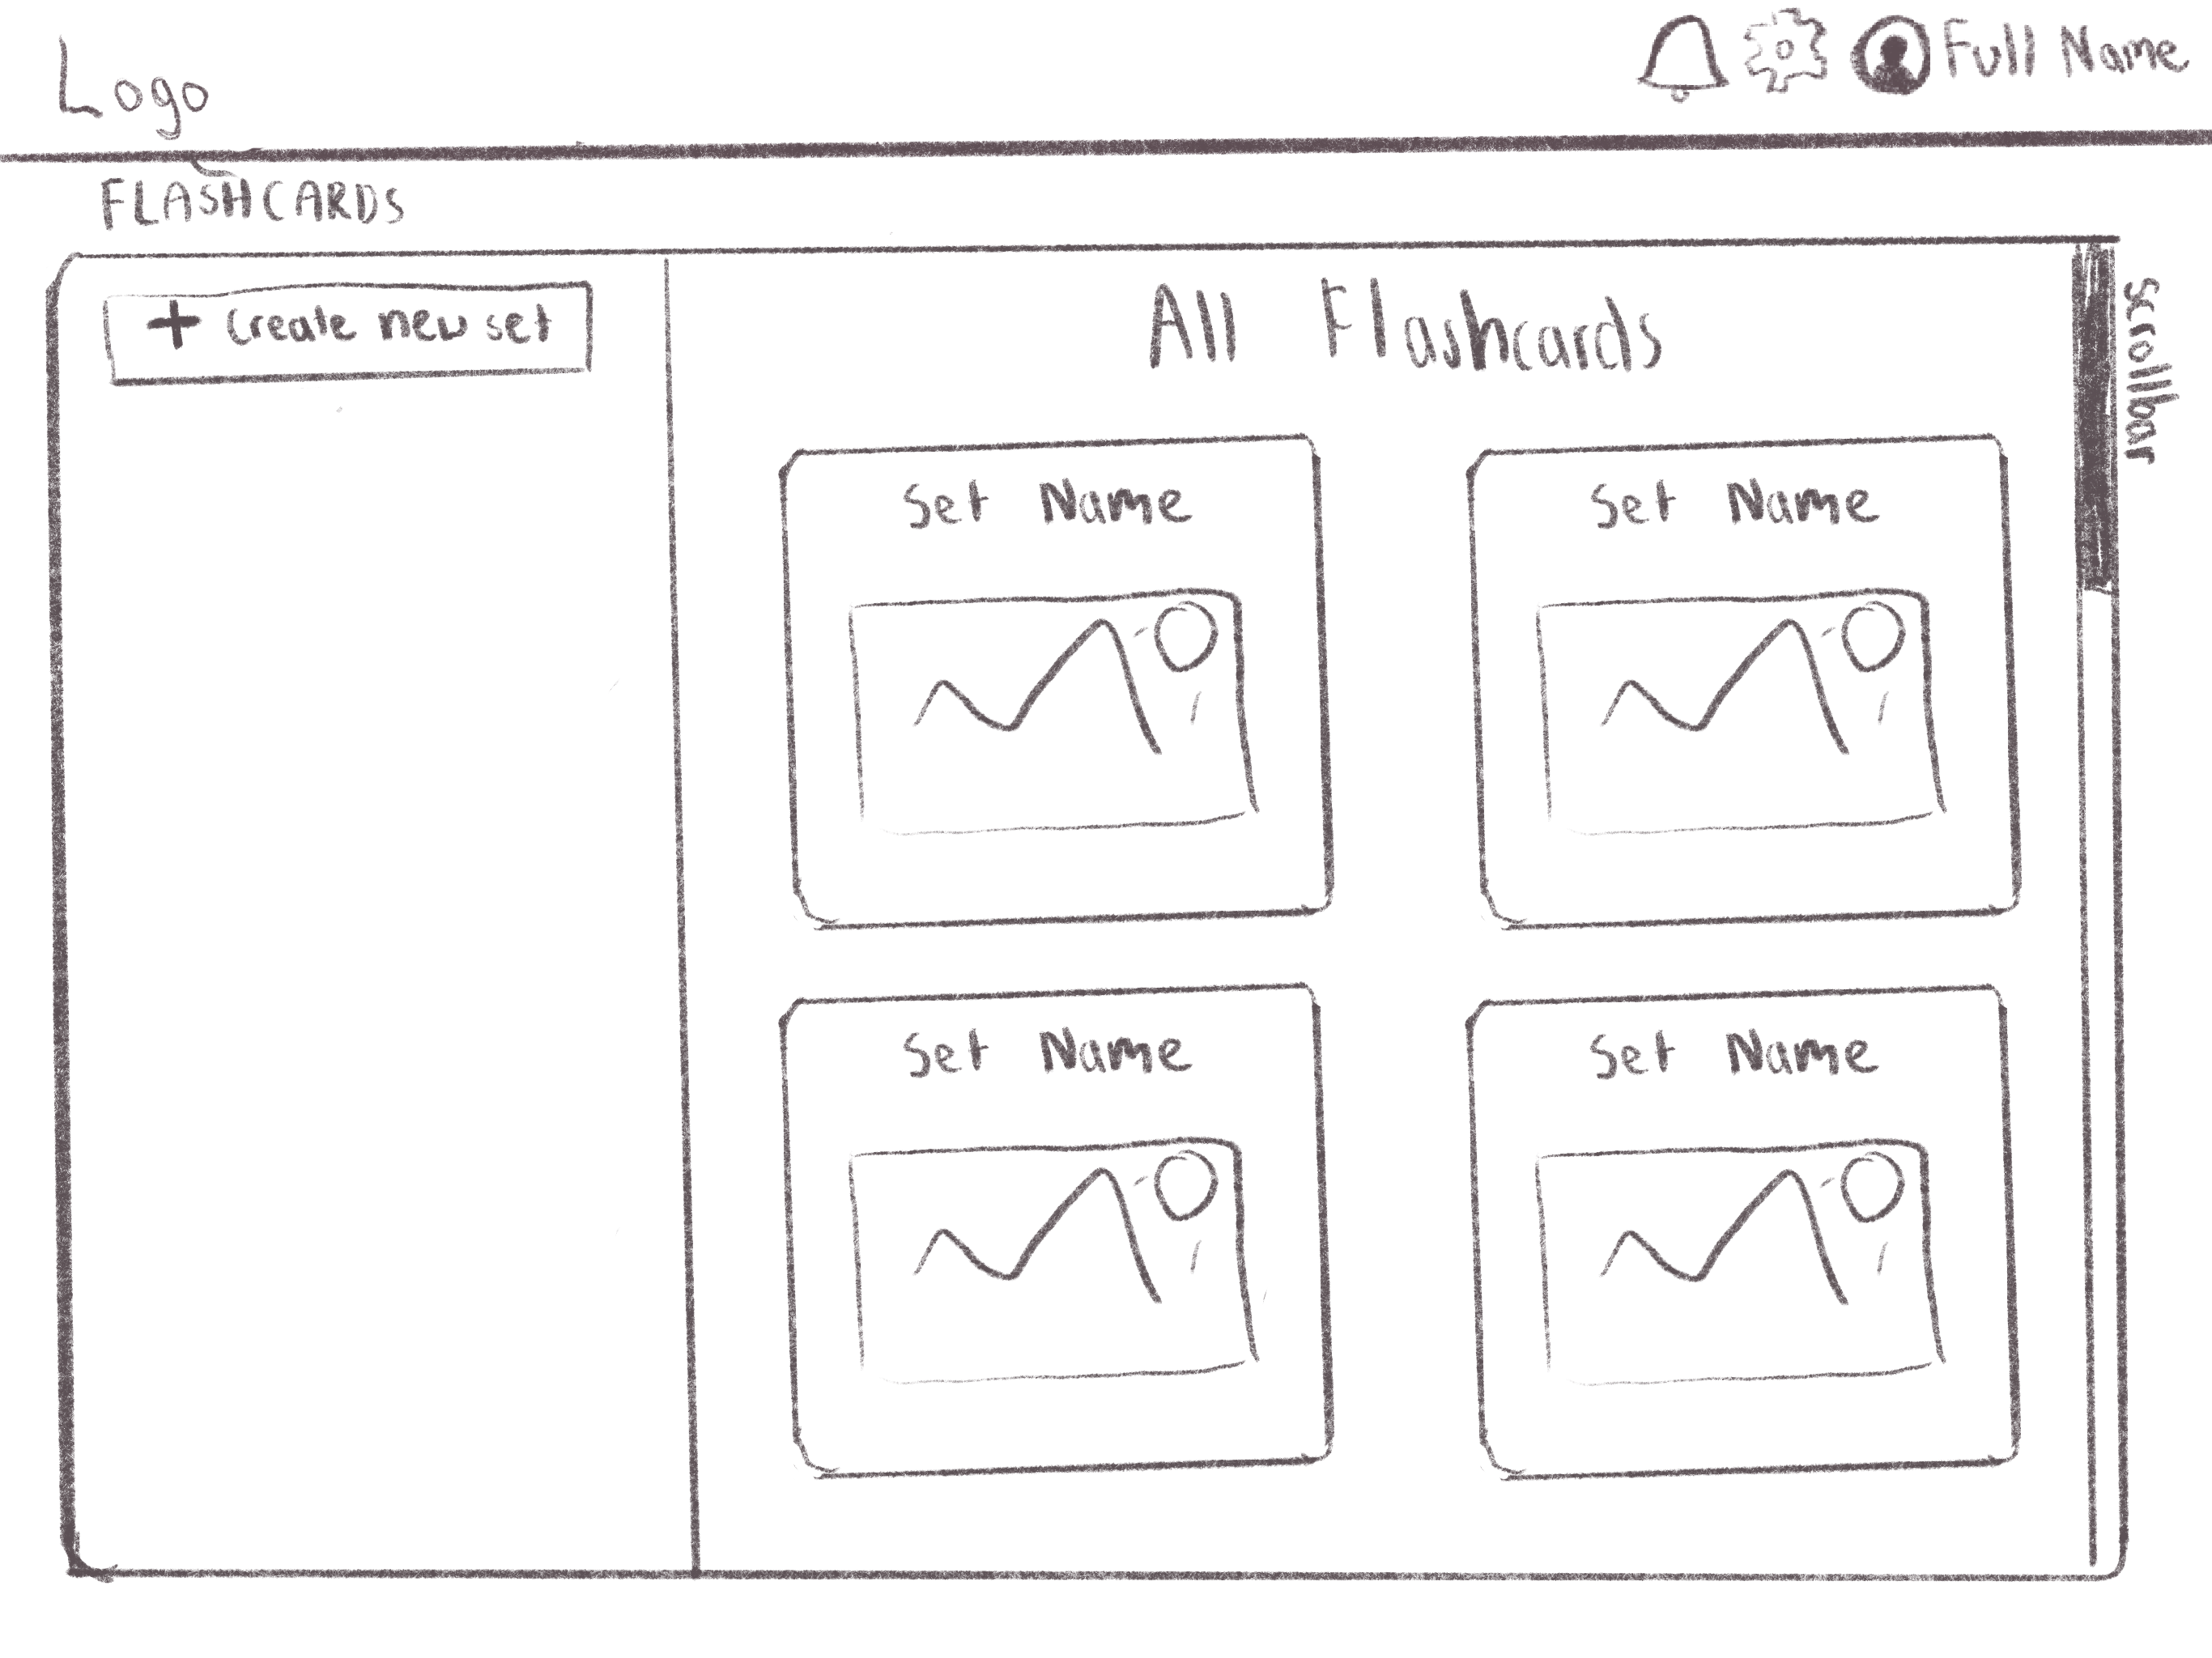 Logo
Full Name
FLASHCARDS
+ Create new set
All Flashcards
Scrollbar
Set Name
Set Name
Set Name
Set Name